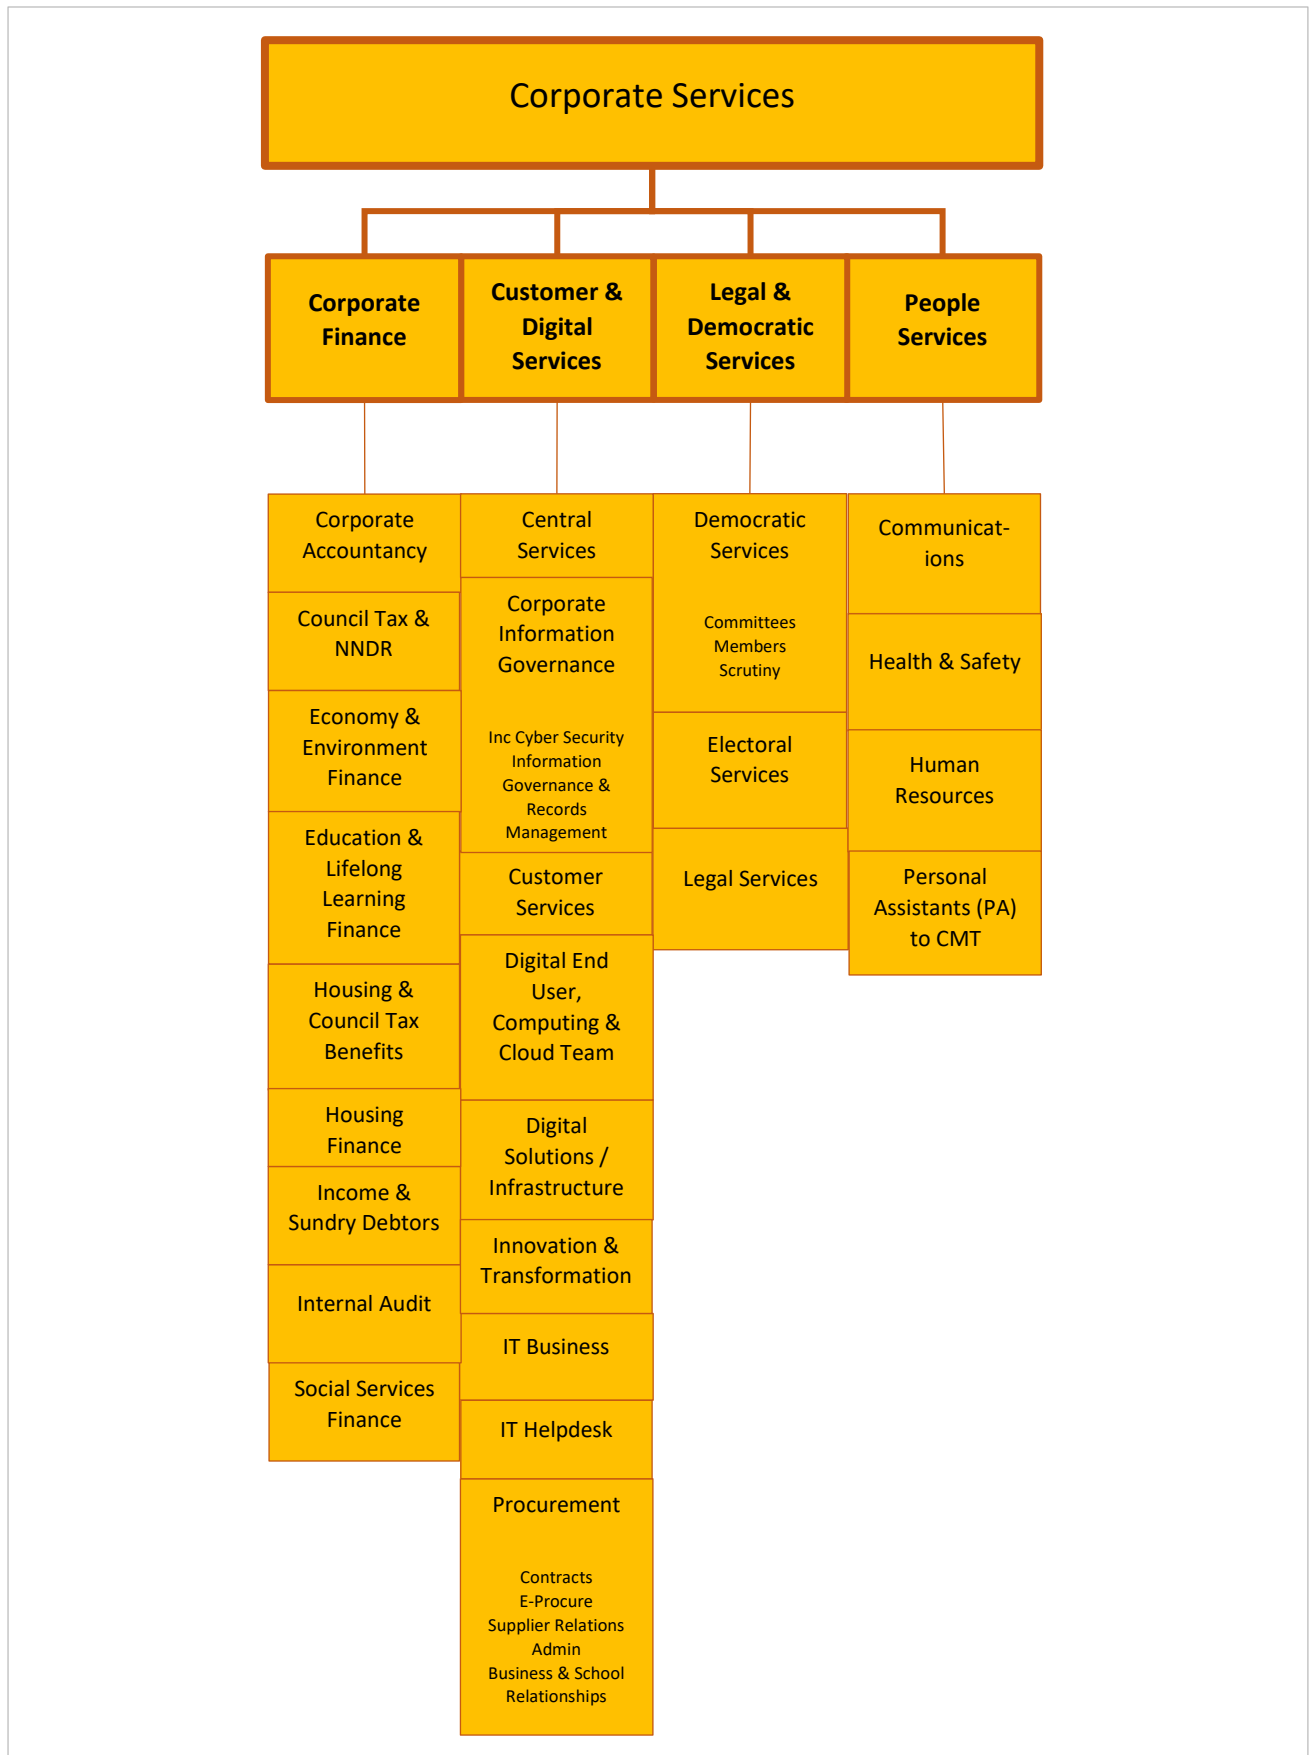 Corporate Services
Corporate
Finance
Customer &
Digital
Services
Legal &
Democratic
Services
People
Services
Corporate
Accountancy
Council Tax &
NNDR
Economy &
Environment
Finance
Education &
Lifelong
Learning
Finance
Housing &
Council Tax
Benefits
Housing
Finance
Income &
Sundry Debtors
Internal Audit
Social Services
Finance
Central
Services
Corporate
Information
Governance
Inc Cyber Security
Information
Governance &
Records
Management
Customer
Services
Digital End
User,
Computing &
Cloud Team
Digital
Solutions /
Infrastructure
Innovation &
Transformation
IT Business
IT Helpdesk
Procurement
Contracts
E-Procure
Supplier Relations
Admin
Business & School
Relationships
Democratic
Services
Committees
Members
Scrutiny
Electoral
Services
Legal Services
Communicat-
ions
Health & Safety
Human
Resources
Personal
Assistants (PA)
to CMT